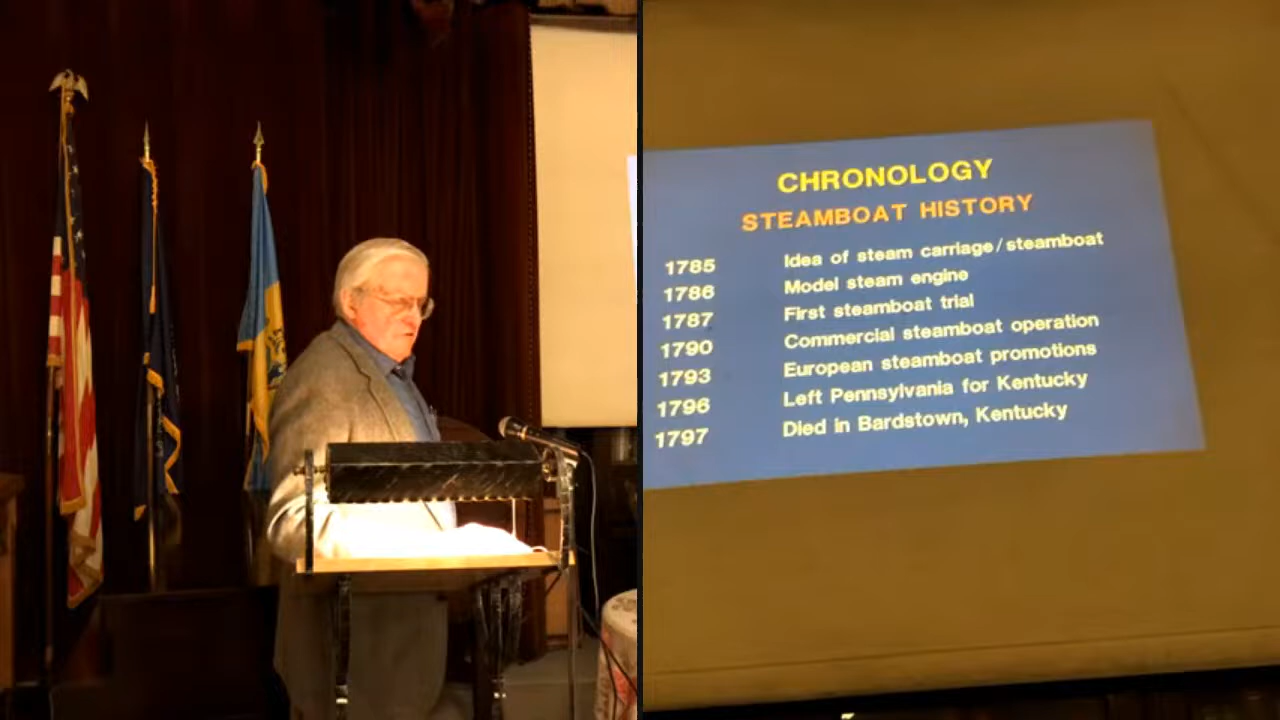 CHRONOLOGY
STEAMBOAT HISTORY
1785 Idea of steam carriage/steamboat
1786 Model steam engine
1787 First steamboat trial
1790 Commercial steamboat operation
1793 European steamboat promotions
1796 Left Pennsylvania for Kentucky
1797 Died in Bardstown, Kentucky